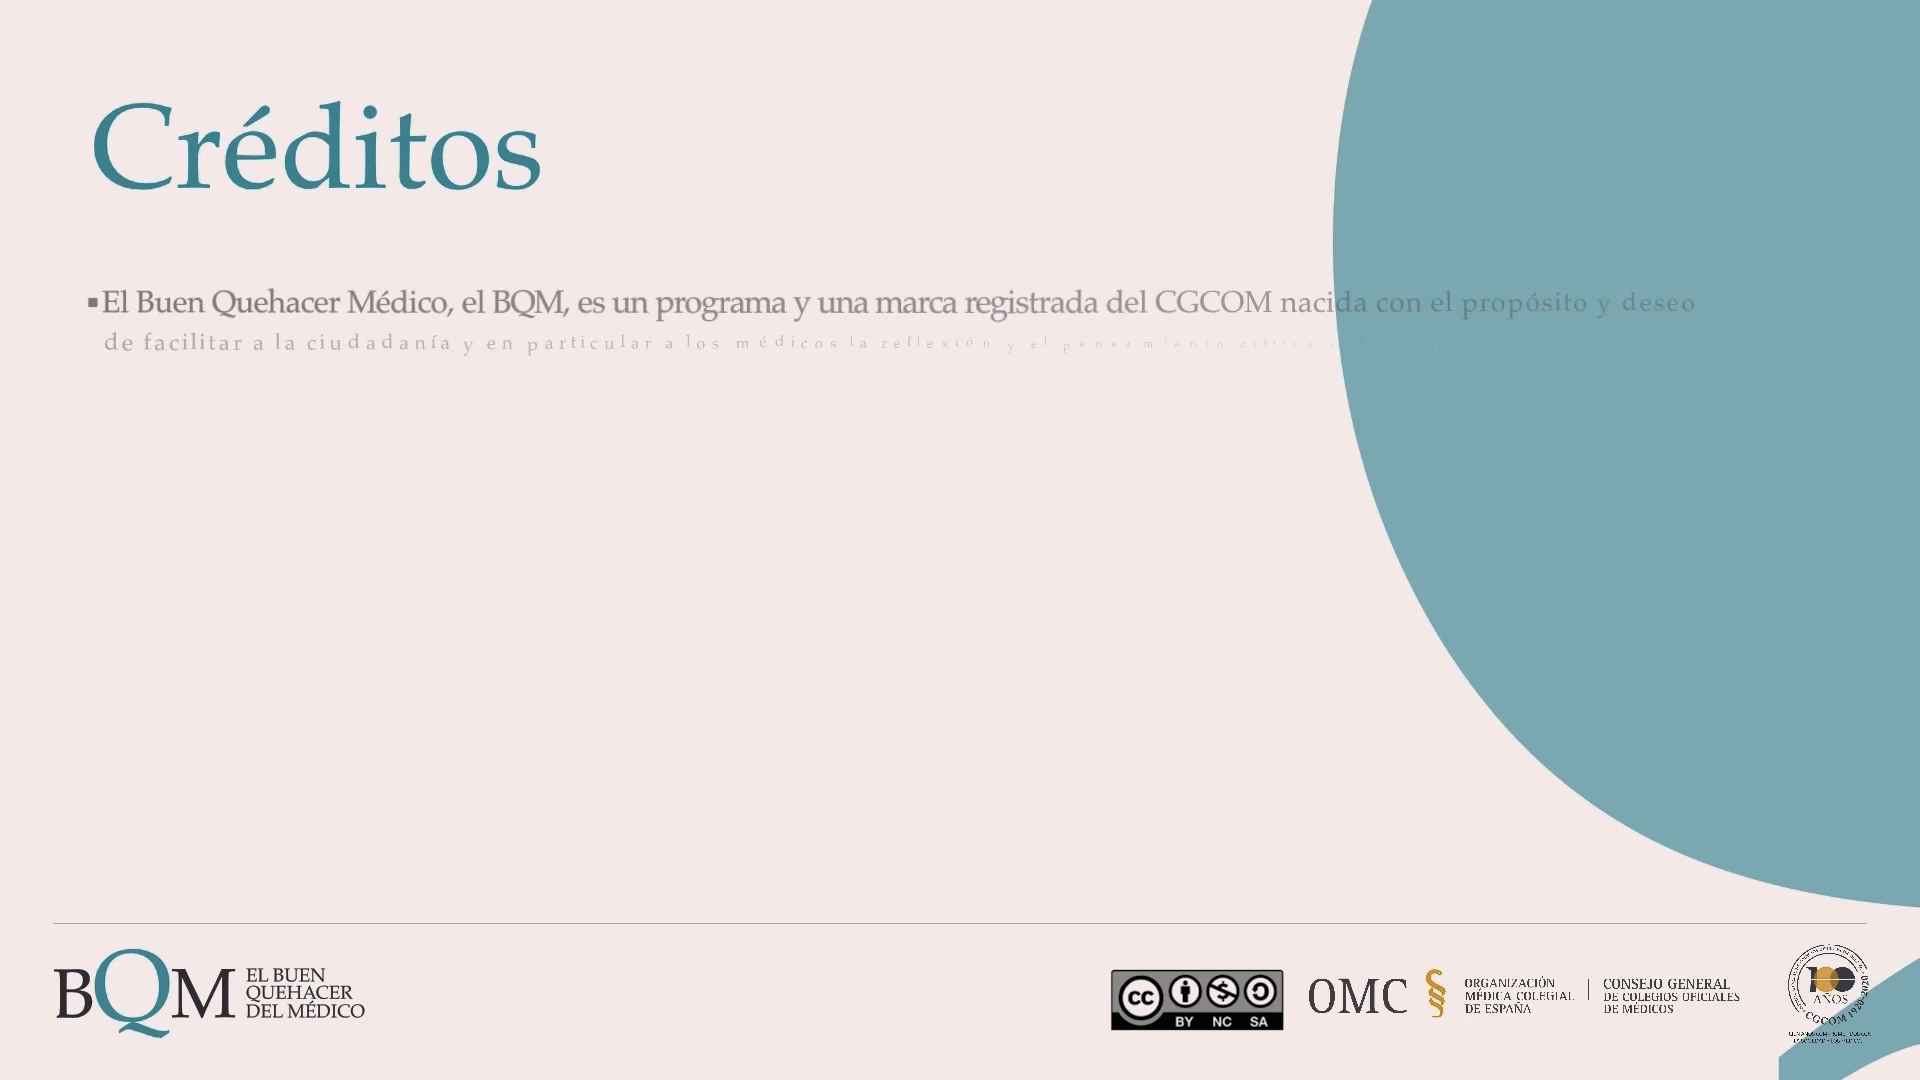 Créditos
▪El Buen Quehacer Médico, el BQM, es un programa y una marca registrada del CGCOM nacida con el propósito y deseo
de facilitar a la ciudadanía y en particular a los médicos la reflexión y el pensamiento crítico
BQM
EL BUEN
QUEHACER
DEL MÉDICO
cc
BY NC SA
OMC
ORGANIZACIÓN
MÉDICA COLEGIAL
DE ESPAÑA
CONSEJO GENERAL
DE COLEGIOS OFICIALES
DE MÉDICOS
100
AÑOS
CGCOM 1920-2020